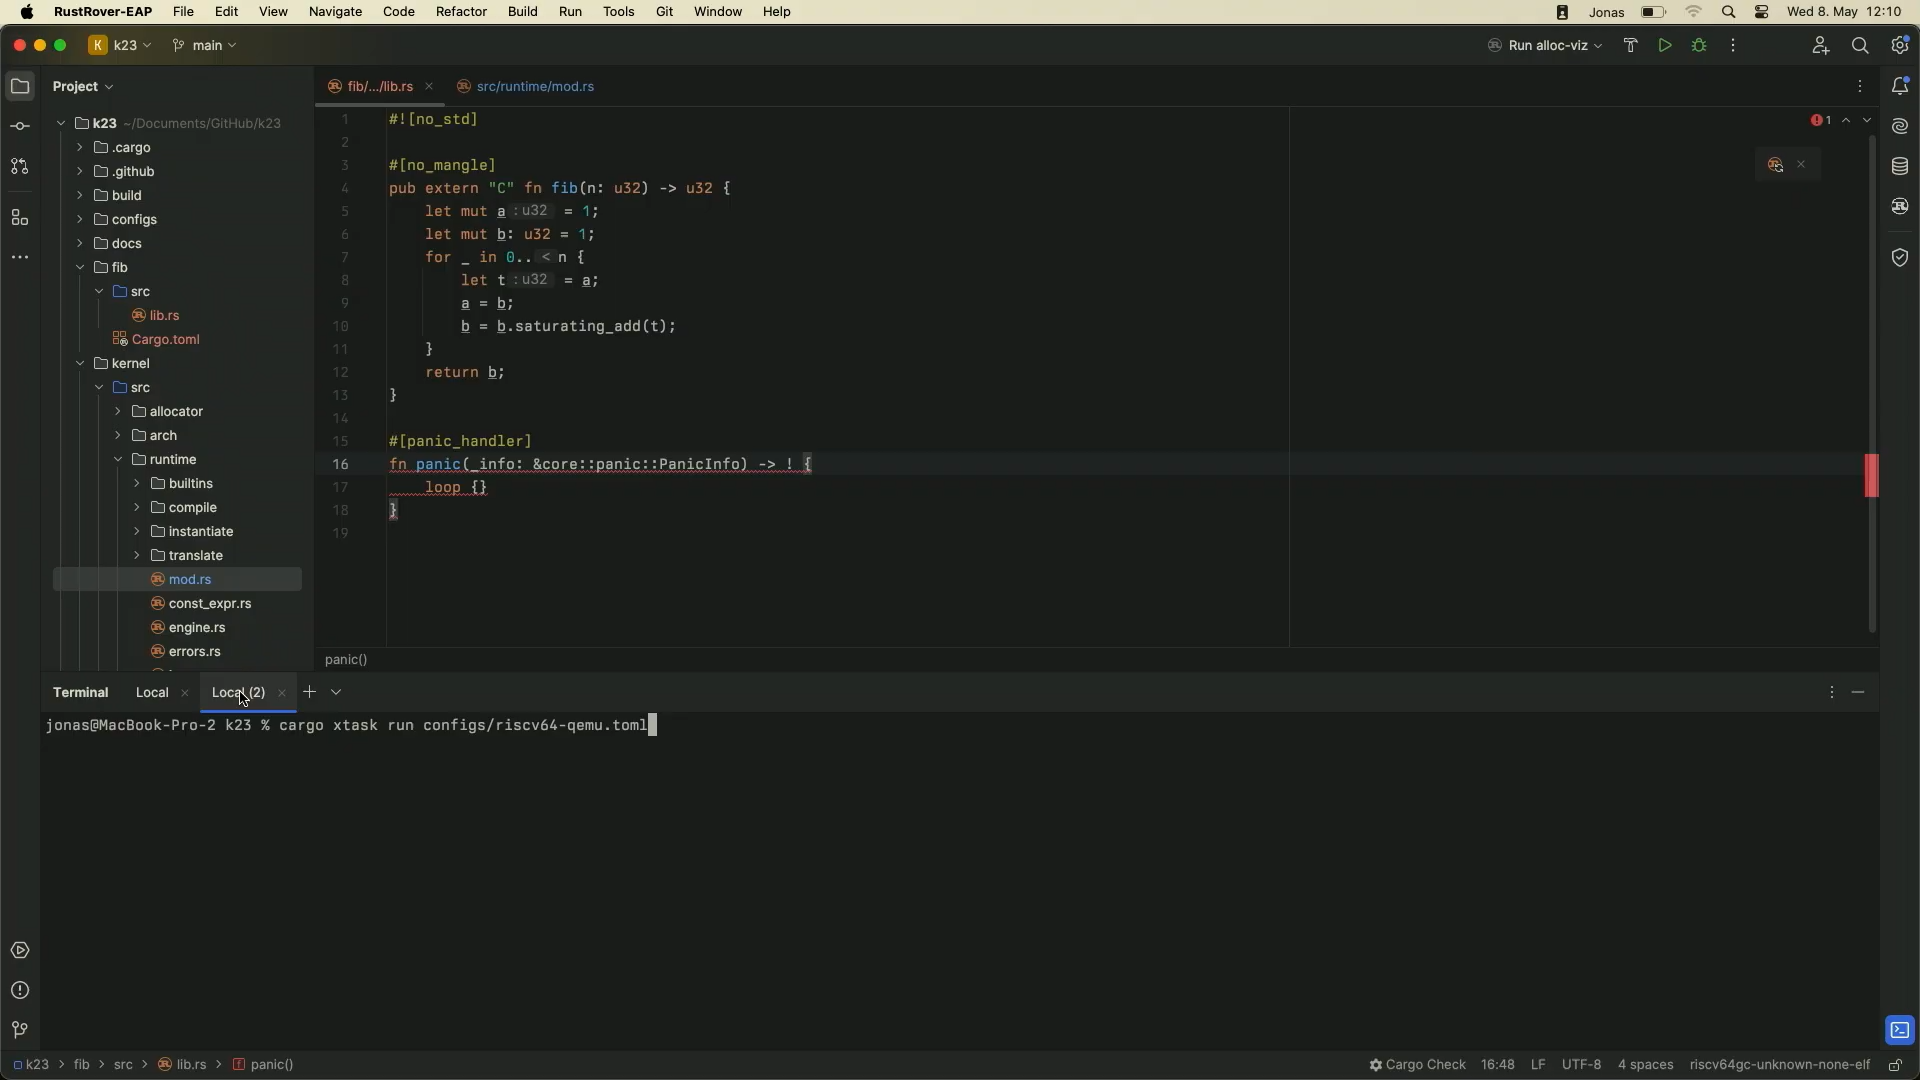 RustRover-EAP File Edit View Navigate Code Refactor Build Run Tools Git Window Help Jonas Wed 8. May 12:10
K k23 main Run alloc-viz
Project
fib/.../lib.rs src/runtime/mod.rs
k23 ~/Documents/GitHub/k23
.cargo
.github
build
configs
docs
fib
src
lib.rs
Cargo.toml
kernel
src
allocator
arch
runtime
builtins
compile
instantiate
translate
mod.rs
const_expr.rs
engine.rs
errors.rs
1 #![no_std]
2
3 #[no_mangle]
4 pub extern "C" fn fib(n: u32) -> u32 {
5 let mut a : u32 = 1;
6 let mut b: u32 = 1;
7 for _ in 0.. < n {
8 let t : u32 = a;
9 a = b;
10 b = b.saturating_add(t);
11 }
12 return b;
13 }
14
15 #[panic_handler]
16 fn panic(_info: &core::panic::PanicInfo) -> ! {
17 loop {}
18 }
19
1
panic()
Terminal Local Local (2)
jonas@MacBook-Pro-2 k23 % cargo xtask run configs/riscv64-qemu.toml
k23 > fib > src > lib.rs > f panic() Cargo Check 16:48 LF UTF-8 4 spaces riscv64gc-unknown-none-elf